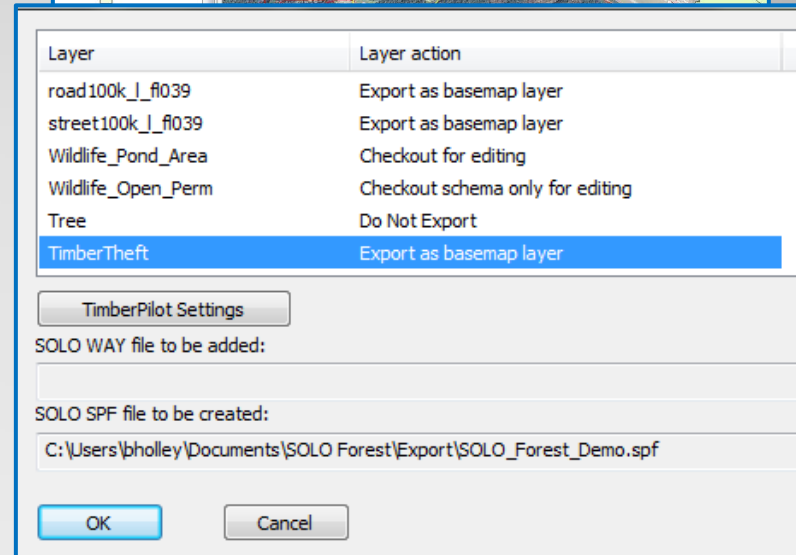 Layer Layer action
road100k_l_fl039 Export as basemap layer
street100k_l_fl039 Export as basemap layer
Wildlife_Pond_Area Checkout for editing
Wildlife_Open_Perm Checkout schema only for editing
Tree Do Not Export
TimberTheft Export as basemap layer
TimberPilot Settings
SOLO WAY file to be added:
SOLO SPF file to be created:
C:\Users\bholley\Documents\SOLO Forest\Export\SOLO_Forest_Demo.spf
OK Cancel